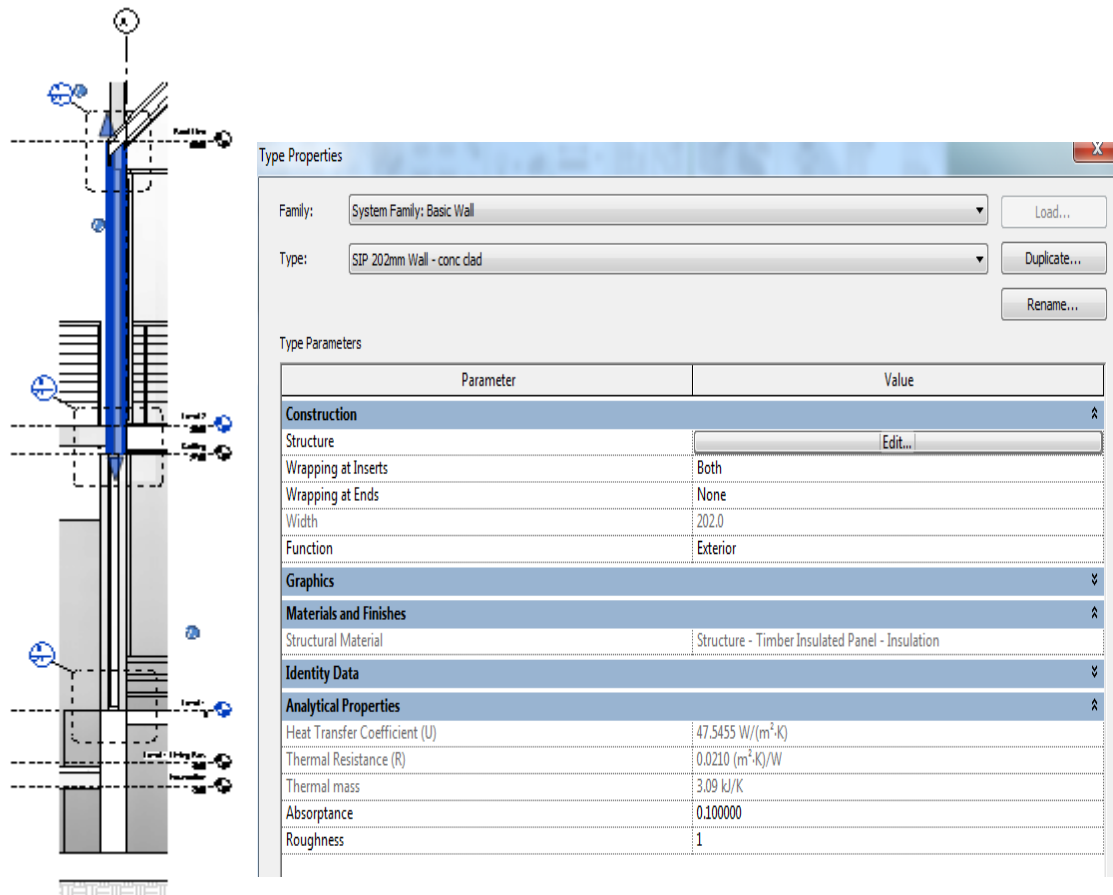 A
Type Properties
X
Family: System Family: Basic Wall Load...
Type: SIP 202mm Wall - conc clad Duplicate...
Rename...
Type Parameters
Parameter Value
Construction
Structure Edit...
Wrapping at Inserts Both
Wrapping at Ends None
Width 202.0
Function Exterior
Graphics
Materials and Finishes
Structural Material Structure - Timber Insulated Panel - Insulation
Identity Data
Analytical Properties
Heat Transfer Coefficient (U) 47.5455 W/(m²·K)
Thermal Resistance (R) 0.0210 (m²·K)/W
Thermal mass 3.09 kJ/K
Absorptance 0.100000
Roughness 1